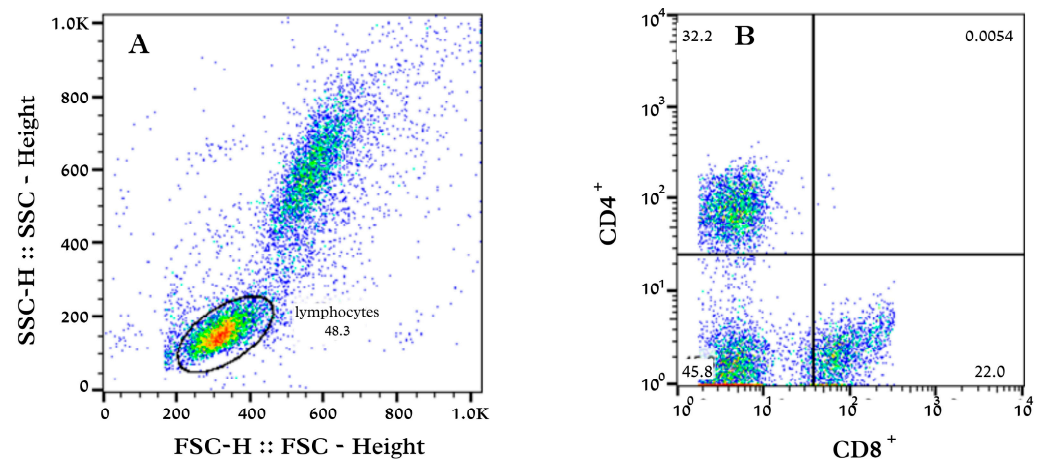 A
1.0K
800
600
400
200
0
SSC-H :: SSC - Height
lymphocytes
48.3
0 200 400 600 800 1.0K
FSC-H :: FSC - Height
B
32.2 0.0054
45.8 22.0
10⁴
10³
10²
10¹
10⁰
CD4⁺
10⁰ 10¹ 10² 10³ 10⁴
CD8⁺